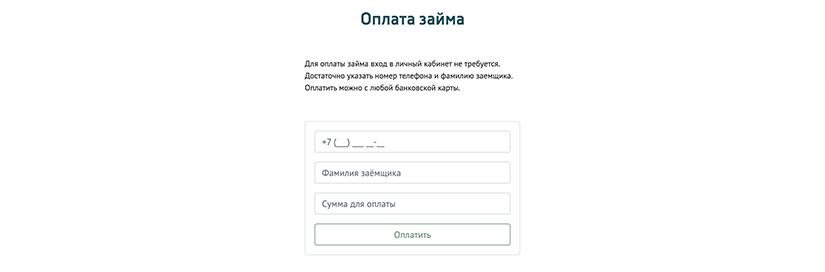 Оплата займа
Для оплаты займа вход в личный кабинет не требуется.
Достаточно указать номер телефона и фамилию заемщика.
Оплатить можно с любой банковской карты.
+7 (___) ___ __-__
Фамилия заёмщика
Сумма для оплаты
Оплатить